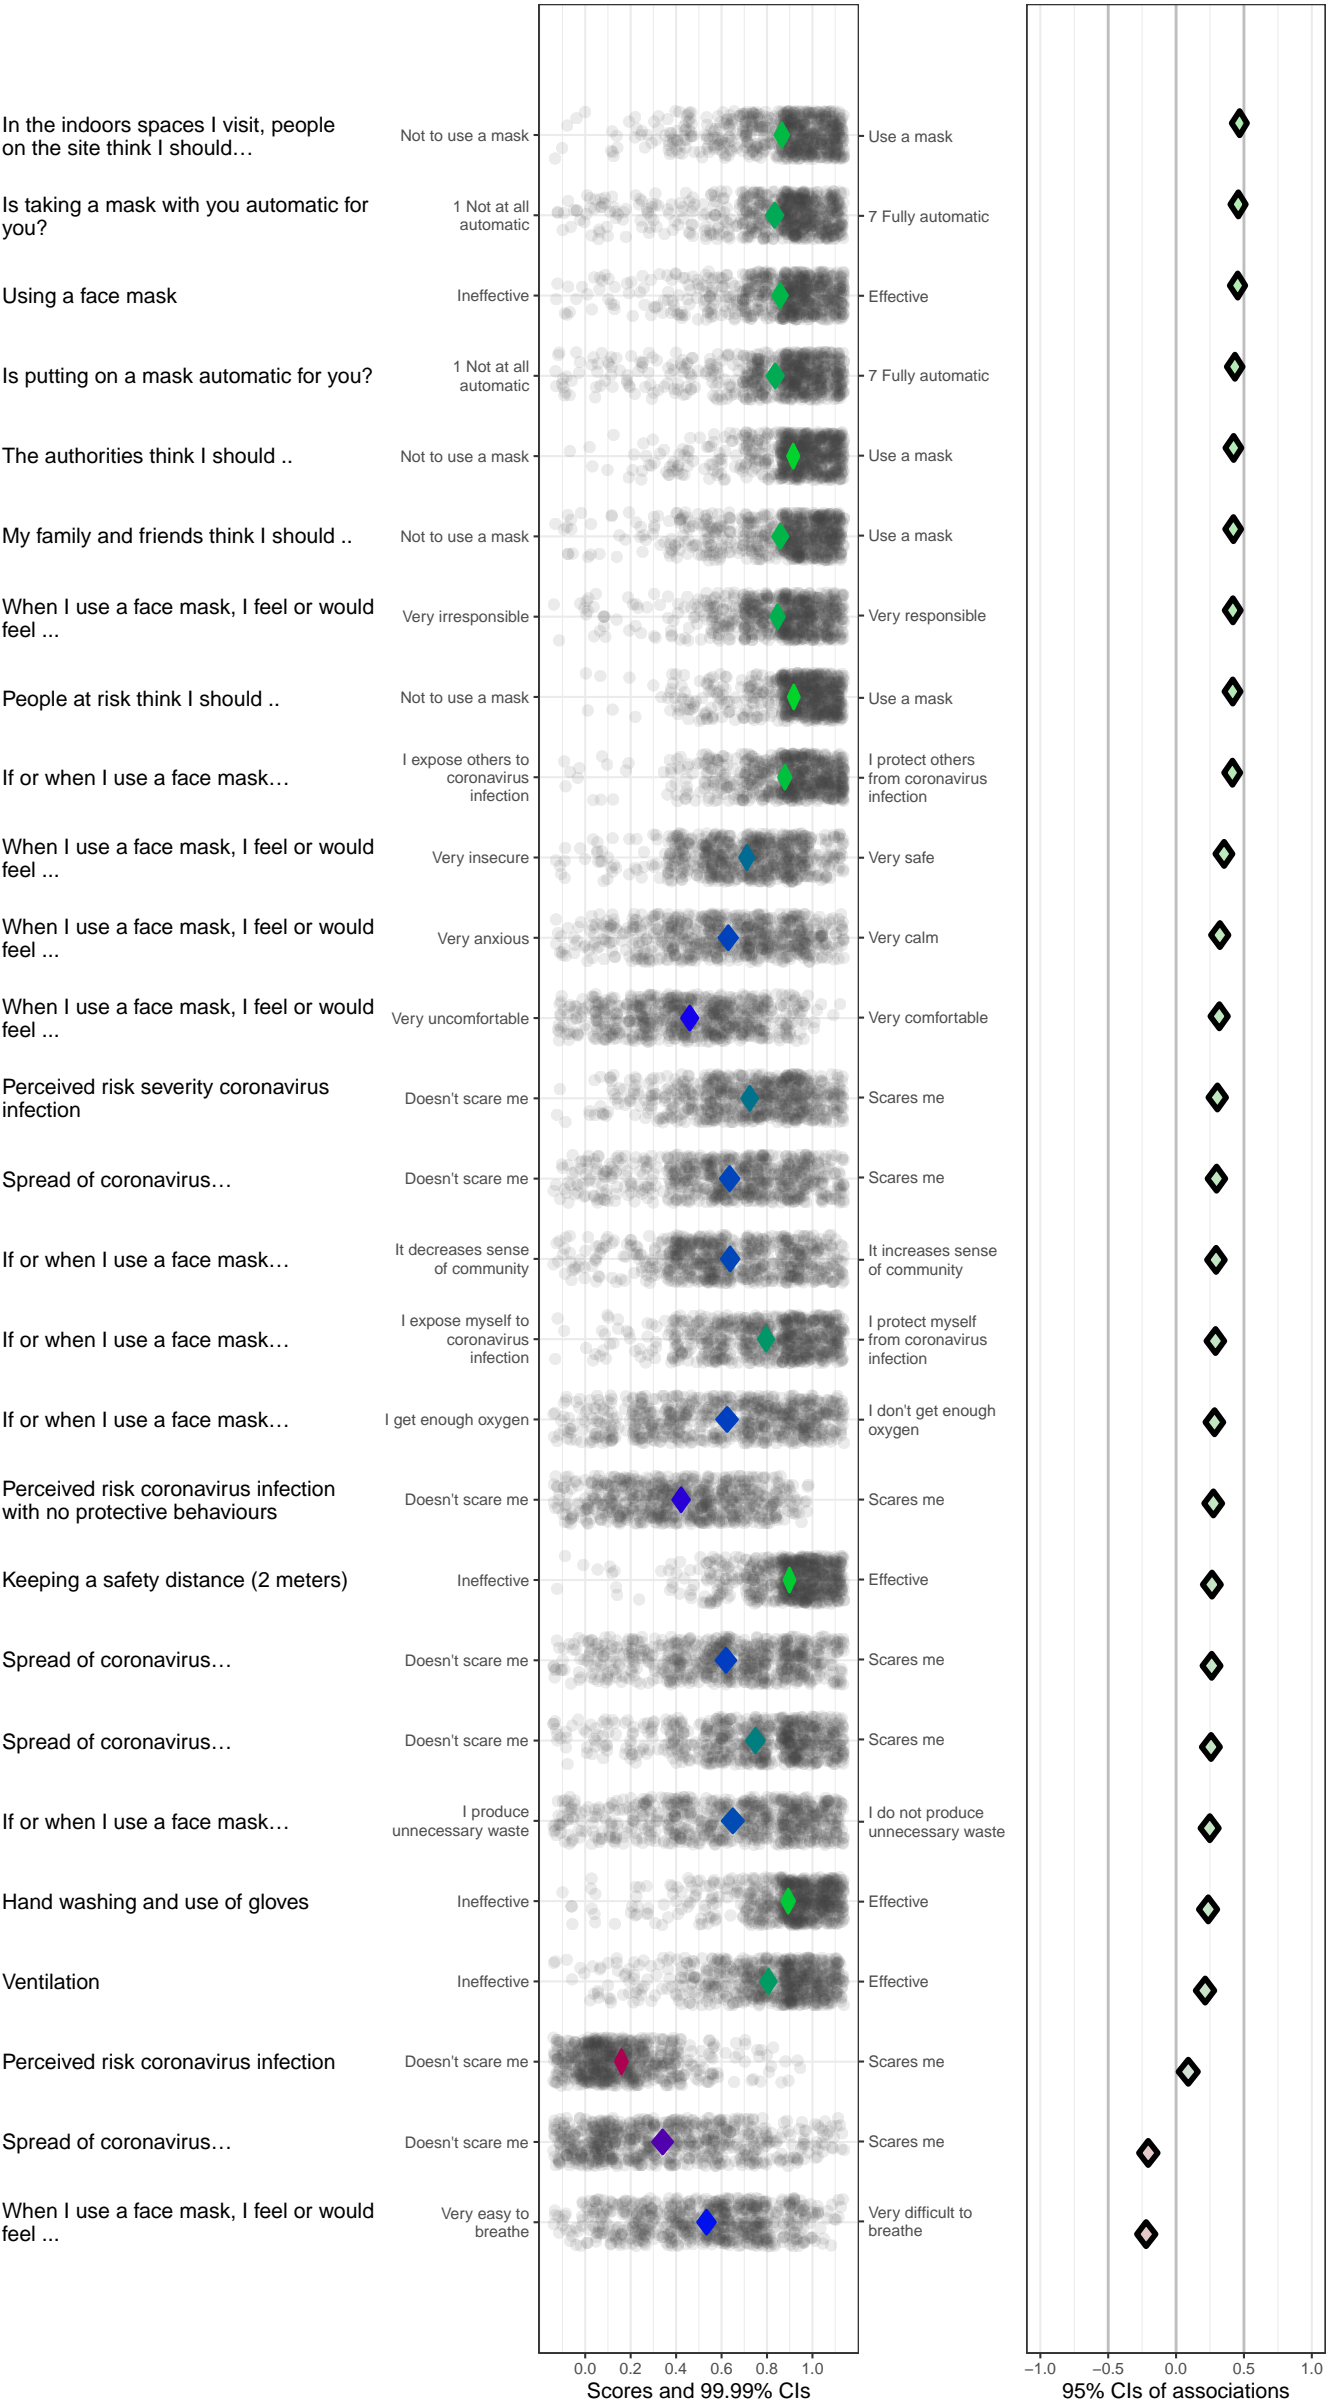 In the indoors spaces I visit, people
on the site think I should…
Not to use a mask
Use a mask
Is taking a mask with you automatic for
you?
1 Not at all
automatic
7 Fully automatic
Using a face mask
Ineffective
Effective
Is putting on a mask automatic for you?
1 Not at all
automatic
7 Fully automatic
The authorities think I should ..
Not to use a mask
Use a mask
My family and friends think I should ..
Not to use a mask
Use a mask
When I use a face mask, I feel or would
feel ...
Very irresponsible
Very responsible
People at risk think I should ..
Not to use a mask
Use a mask
If or when I use a face mask…
I expose others to
coronavirus
infection
I protect others
from coronavirus
infection
When I use a face mask, I feel or would
feel ...
Very insecure
Very safe
When I use a face mask, I feel or would
feel ...
Very anxious
Very calm
When I use a face mask, I feel or would
feel ...
Very uncomfortable
Very comfortable
Perceived risk severity coronavirus
infection
Doesn't scare me
Scares me
Spread of coronavirus…
Doesn't scare me
Scares me
If or when I use a face mask…
It decreases sense
of community
It increases sense
of community
If or when I use a face mask…
I expose myself to
coronavirus
infection
I protect myself
from coronavirus
infection
If or when I use a face mask…
I get enough oxygen
I don't get enough
oxygen
Perceived risk coronavirus infection
with no protective behaviours
Doesn't scare me
Scares me
Keeping a safety distance (2 meters)
Ineffective
Effective
Spread of coronavirus…
Doesn't scare me
Scares me
Spread of coronavirus…
Doesn't scare me
Scares me
If or when I use a face mask…
I produce
unnecessary waste
I do not produce
unnecessary waste
Hand washing and use of gloves
Ineffective
Effective
Ventilation
Ineffective
Effective
Perceived risk coronavirus infection
Doesn't scare me
Scares me
Spread of coronavirus…
Doesn't scare me
Scares me
When I use a face mask, I feel or would
feel ...
Very easy to
breathe
Very difficult to
breathe
0.0 0.2 0.4 0.6 0.8 1.0
Scores and 99.99% CIs
−1.0 −0.5 0.0 0.5 1.0
95% CIs of associations